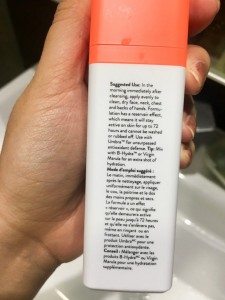 Suggested Use: In the
morning immediately after
cleansing, apply evenly to
clean, dry face, neck, chest
and backs of hands. Formu-
lation has a reservoir effect,
which means it will stay
active on skin for up to 72
hours and cannot be washed
or rubbed off. Use with
Umbra™ for unsurpassed
antioxidant defense. Tip: Mix
with B-Hydra™ or Virgin
Marula for an extra shot of
hydration.
Mode d'emploi suggéré :
Le matin, immédiatement
après le nettoyage, appliquer
uniformément sur le visage,
le cou, la poitrine et le dos
des mains propres et secs.
La formule a un effet
« réservoir », ce qui signifie
qu'elle demeurera active
sur la peau jusqu'à 72 heures
et qu'elle ne s'enlèvera pas,
même en rinçant ou en
frottant. Utiliser avec le
produit Umbra™ pour une
protection antioxydante.
Conseil : Mélanger avec les
produits B-Hydra™ ou Virgin
Marula pour une hydratation
supplémentaire.